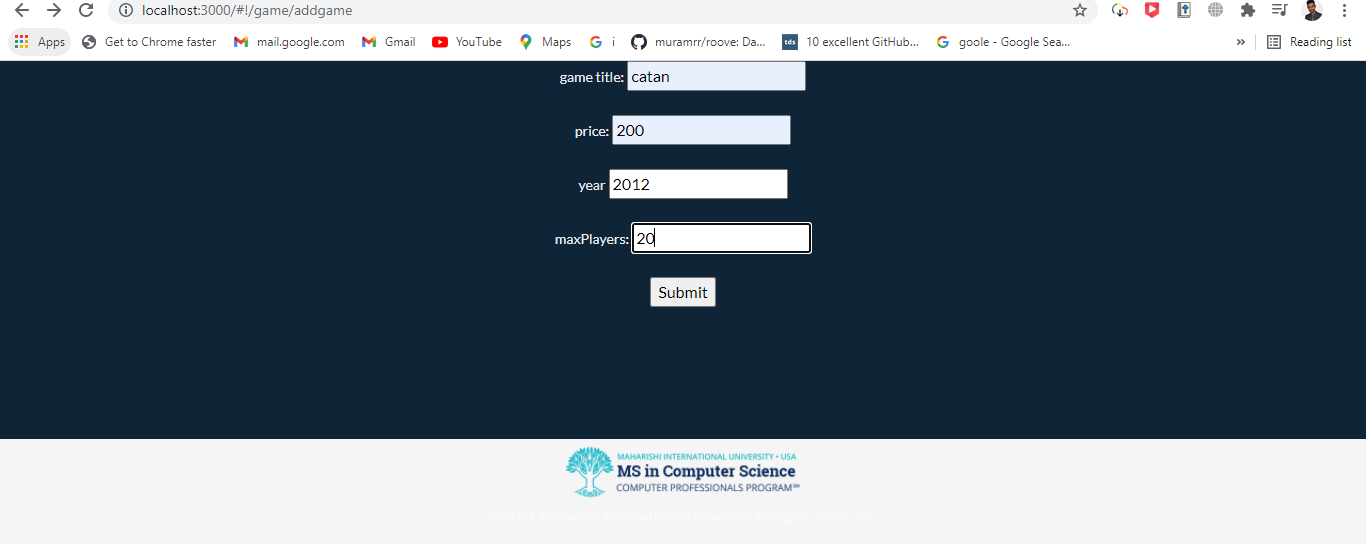 localhost:3000/#!/game/addgame
Apps Get to Chrome faster mail.google.com Gmail YouTube Maps i muramrr/roove: Da... tds 10 excellent GitHub... goole - Google Sea... » Reading list
game title: catan
price: 200
year 2012
maxPlayers: 20
Submit
MAHARISHI INTERNATIONAL UNIVERSITY • USA
MS in Computer Science
COMPUTER PROFESSIONALS PROGRAM℠
© 2021 Maharishi International University. All Rights Reserved.